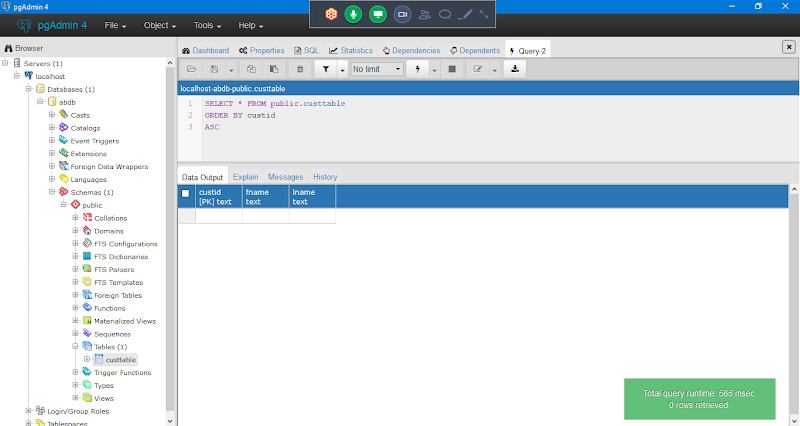 pgAdmin 4
pgAdmin 4 File Object Tools Help
Browser
Dashboard Properties SQL Statistics Dependencies Dependents Query-2
Servers (1)
localhost
Databases (1)
abdb
Casts
Catalogs
Event Triggers
Extensions
Foreign Data Wrappers
Languages
Schemas (1)
public
Collations
Domains
FTS Configurations
FTS Dictionaries
FTS Parsers
FTS Templates
Foreign Tables
Functions
Materialized Views
Sequences
Tables (1)
custtable
Trigger Functions
Types
Views
Login/Group Roles
Tablespaces
No limit
localhost-abdb-public.custtable
1 SELECT * FROM public.custtable
2 ORDER BY custid
3 ASC
Data Output Explain Messages History
custid fname lname
[PK] text text text
Total query runtime: 565 msec.
0 rows retrieved.